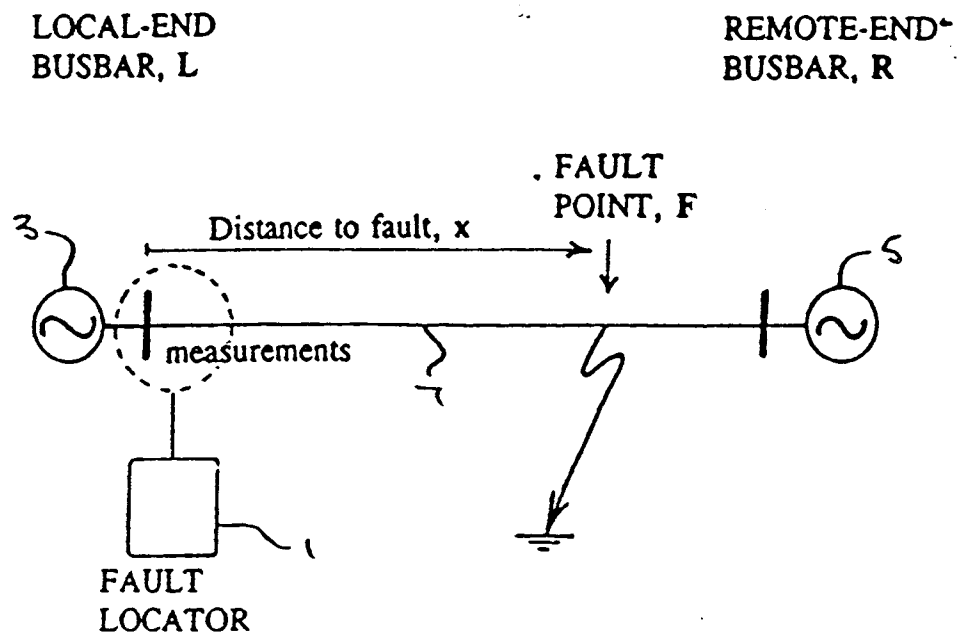 LOCAL-END
BUSBAR, L
REMOTE-END
BUSBAR, R
FAULT
POINT, F
3
Distance to fault, x
5
measurements
7
1
FAULT
LOCATOR